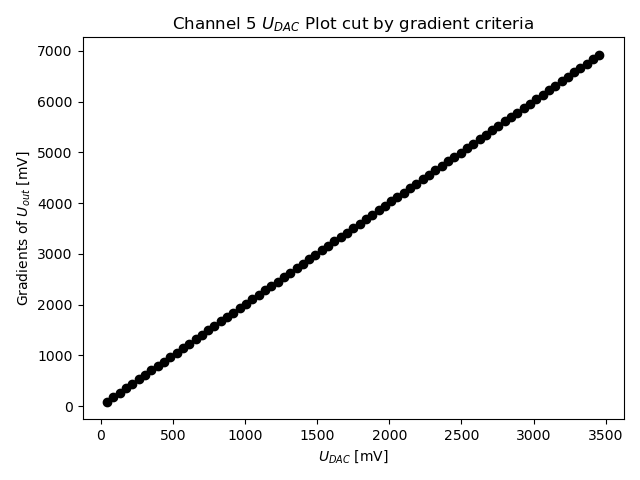 Channel 5 U_{DAC} Plot cut by gradient criteria
Gradients of U_{out} [mV]
7000
6000
5000
4000
3000
2000
1000
0
0 500 1000 1500 2000 2500 3000 3500
U_{DAC} [mV]